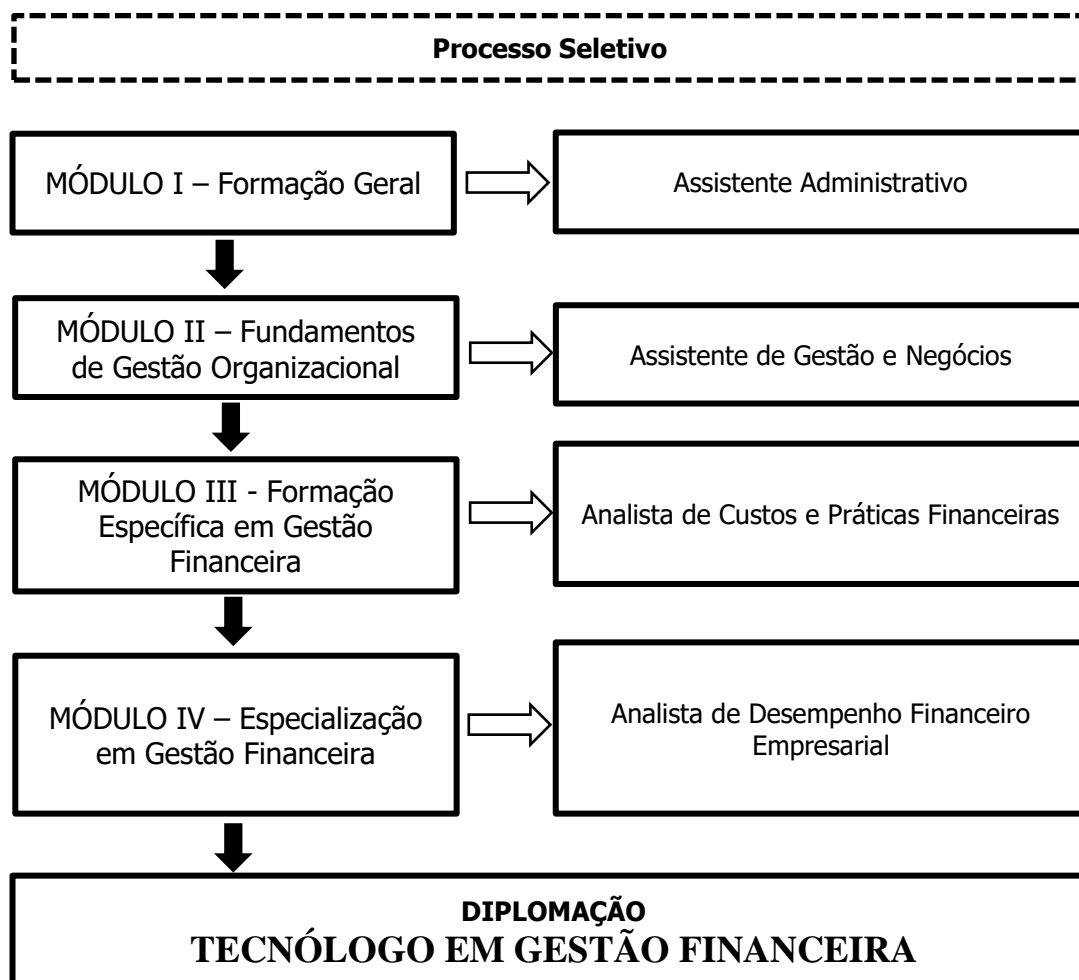 Processo Seletivo
MÓDULO I – Formação Geral
Assistente Administrativo
MÓDULO II – Fundamentos
de Gestão Organizacional
Assistente de Gestão e Negócios
MÓDULO III - Formação
Específica em Gestão
Financeira
Analista de Custos e Práticas Financeiras
MÓDULO IV – Especialização
em Gestão Financeira
Analista de Desempenho Financeiro
Empresarial
DIPLOMAÇÃO
TECNÓLOGO EM GESTÃO FINANCEIRA